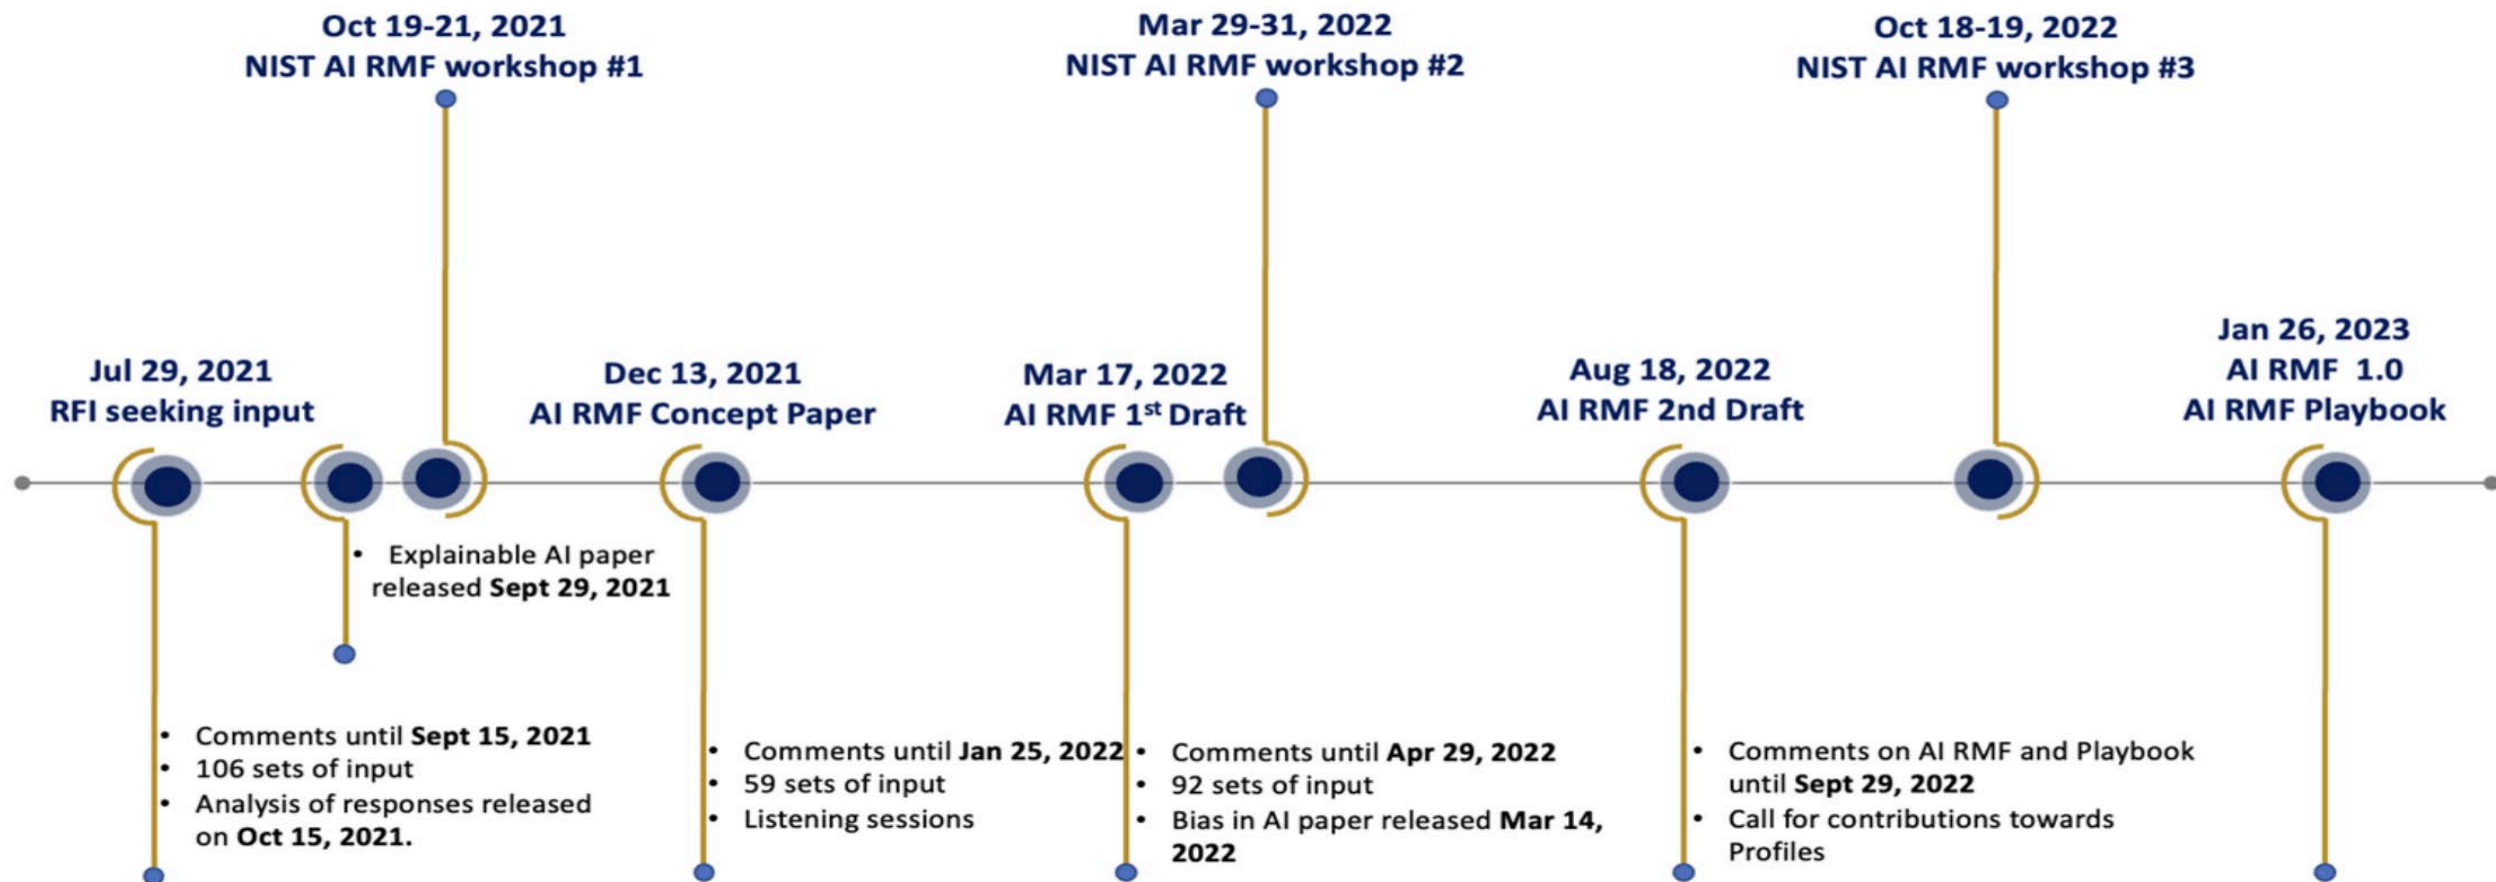 Oct 19-21, 2021
NIST AI RMF workshop #1
Mar 29-31, 2022
NIST AI RMF workshop #2
Oct 18-19, 2022
NIST AI RMF workshop #3
Jul 29, 2021
RFI seeking input
Dec 13, 2021
AI RMF Concept Paper
Mar 17, 2022
AI RMF 1st Draft
Aug 18, 2022
AI RMF 2nd Draft
Jan 26, 2023
AI RMF 1.0
AI RMF Playbook
• Explainable AI paper
released Sept 29, 2021
• Comments until Sept 15, 2021
• 106 sets of input
• Analysis of responses released
on Oct 15, 2021.
• Comments until Jan 25, 2022
• 59 sets of input
• Listening sessions
• Comments until Apr 29, 2022
• 92 sets of input
• Bias in AI paper released Mar 14,
2022
• Comments on AI RMF and Playbook
until Sept 29, 2022
• Call for contributions towards
Profiles